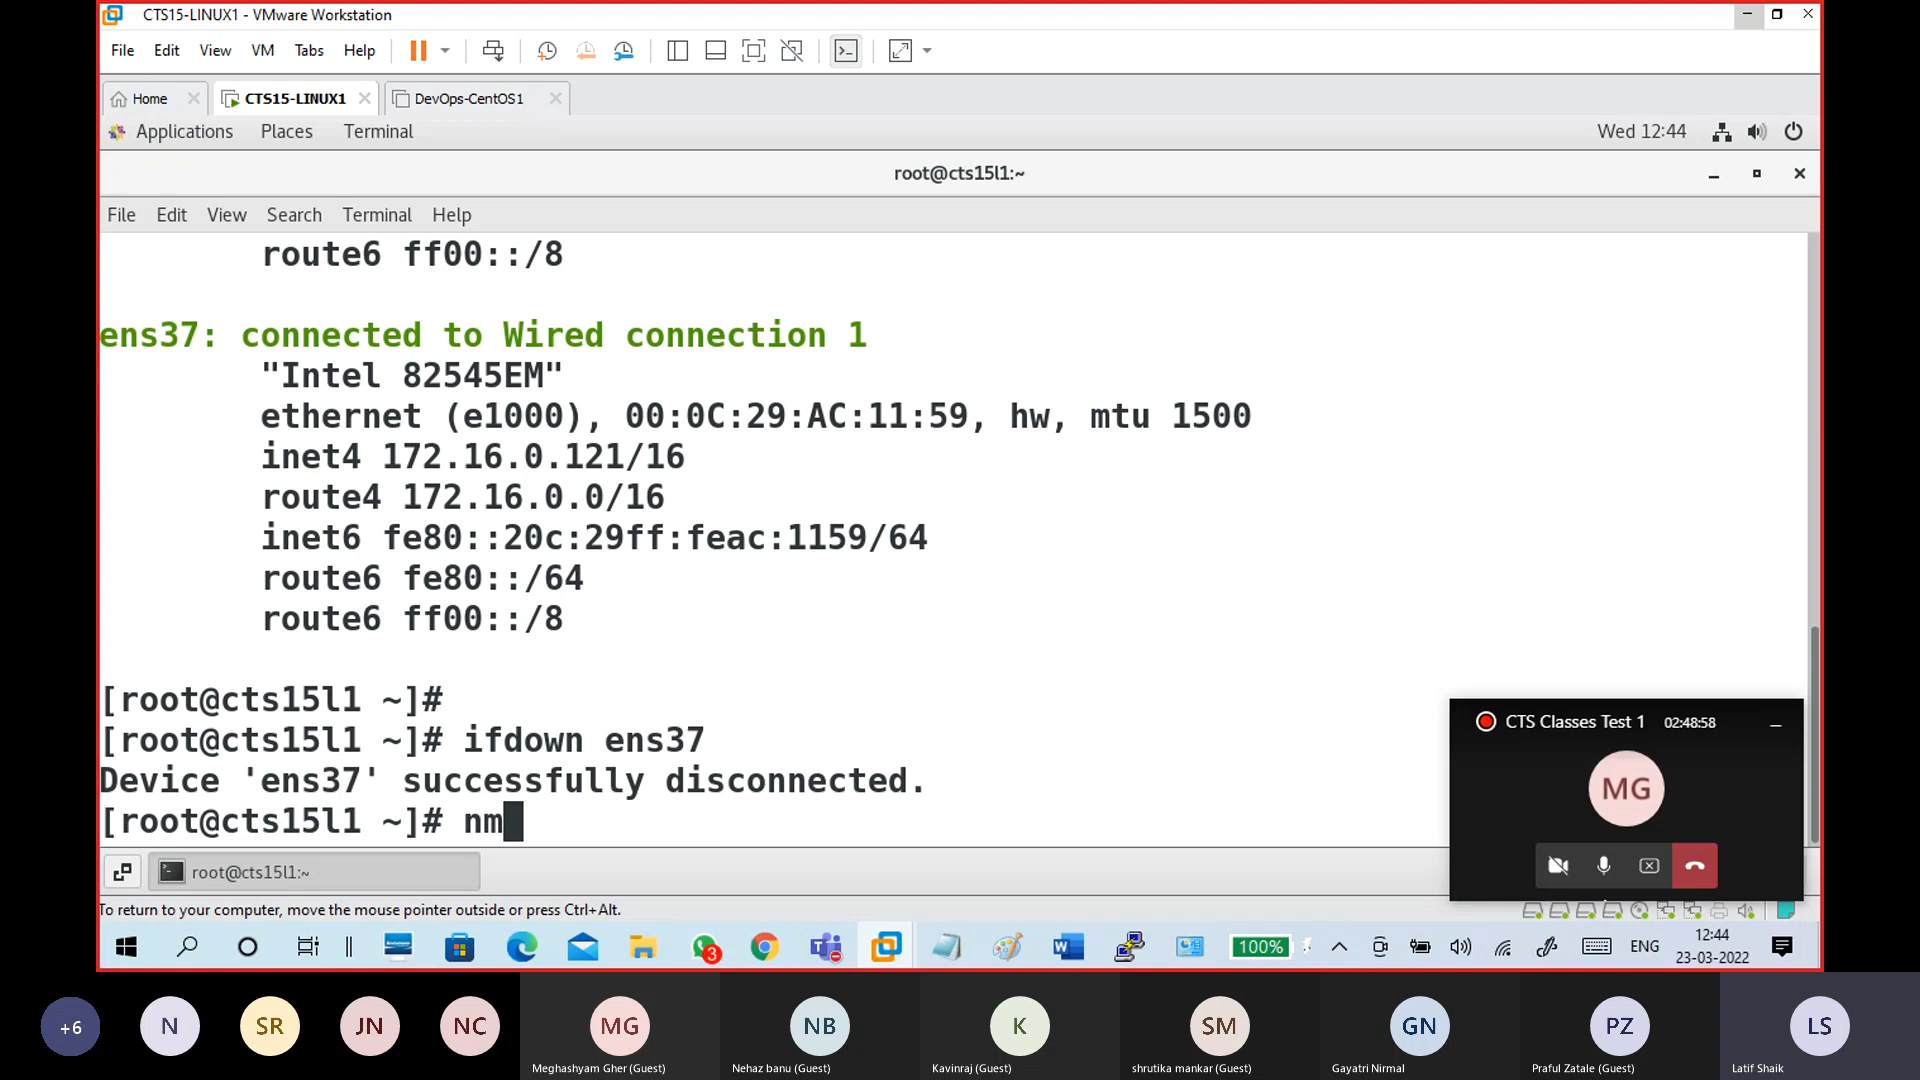 CTS15-LINUX1 - VMware Workstation
File Edit View VM Tabs Help
Home CTS15-LINUX1 DevOps-CentOS1
Applications Places Terminal Wed 12:44
root@cts15l1:~
File Edit View Search Terminal Help
route6 ff00::/8
ens37: connected to Wired connection 1
"Intel 82545EM"
ethernet (e1000), 00:0C:29:AC:11:59, hw, mtu 1500
inet4 172.16.0.121/16
route4 172.16.0.0/16
inet6 fe80::20c:29ff:feac:1159/64
route6 fe80::/64
route6 ff00::/8
[root@cts15l1 ~]#
[root@cts15l1 ~]# ifdown ens37
Device 'ens37' successfully disconnected.
[root@cts15l1 ~]# nm
CTS Classes Test 1 02:48:58
MG
root@cts15l1:~
To return to your computer, move the mouse pointer outside or press Ctrl+Alt.
3 100% ENG 12:44
23-03-2022
+6 N SR JN NC MG NB K SM GN PZ LS
Meghashyam Gher (Guest) Nehaz banu (Guest) Kavinraj (Guest) shrutika mankar (Guest) Gayatri Nirmal Praful Zatale (Guest) Latif Shaik